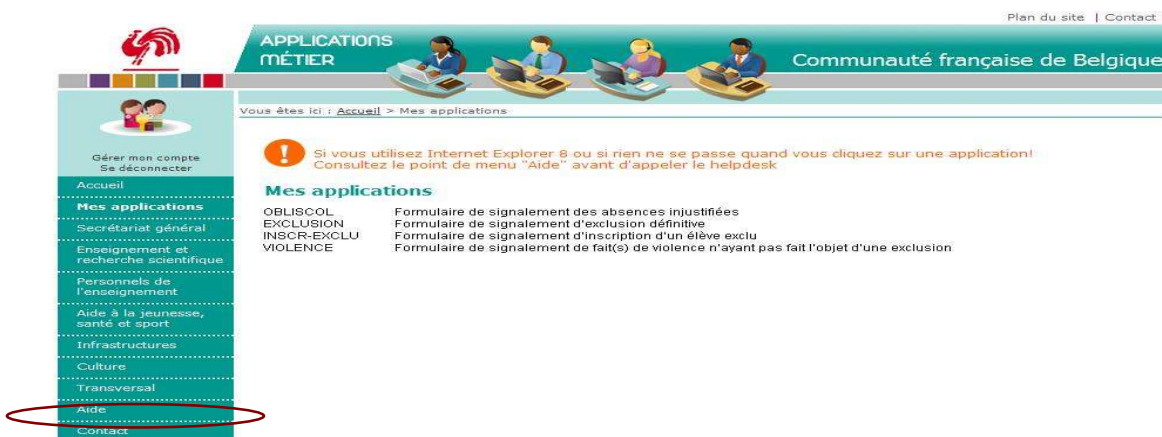 Plan du site | Contact
APPLICATIONS
MÉTIER
Communauté française de Belgique
Vous êtes ici : Accueil > Mes applications
Gérer mon compte
Se déconnecter
Accueil
Mes applications
Secrétariat général
Enseignement et
recherche scientifique
Personnels de
l'enseignement
Aide à la jeunesse,
santé et sport
Infrastructures
Culture
Transversal
Aide
Contact
! Si vous utilisez Internet Explorer 8 ou si rien ne se passe quand vous cliquez sur une application!
Consultez le point de menu "Aide" avant d'appeler le helpdesk
Mes applications
OBLISCOL Formulaire de signalement des absences injustifiées
EXCLUSION Formulaire de signalement d'exclusion définitive
INSCR-EXCLU Formulaire de signalement d'inscription d'un élève exclu
VIOLENCE Formulaire de signalement de fait(s) de violence n'ayant pas fait l'objet d'une exclusion